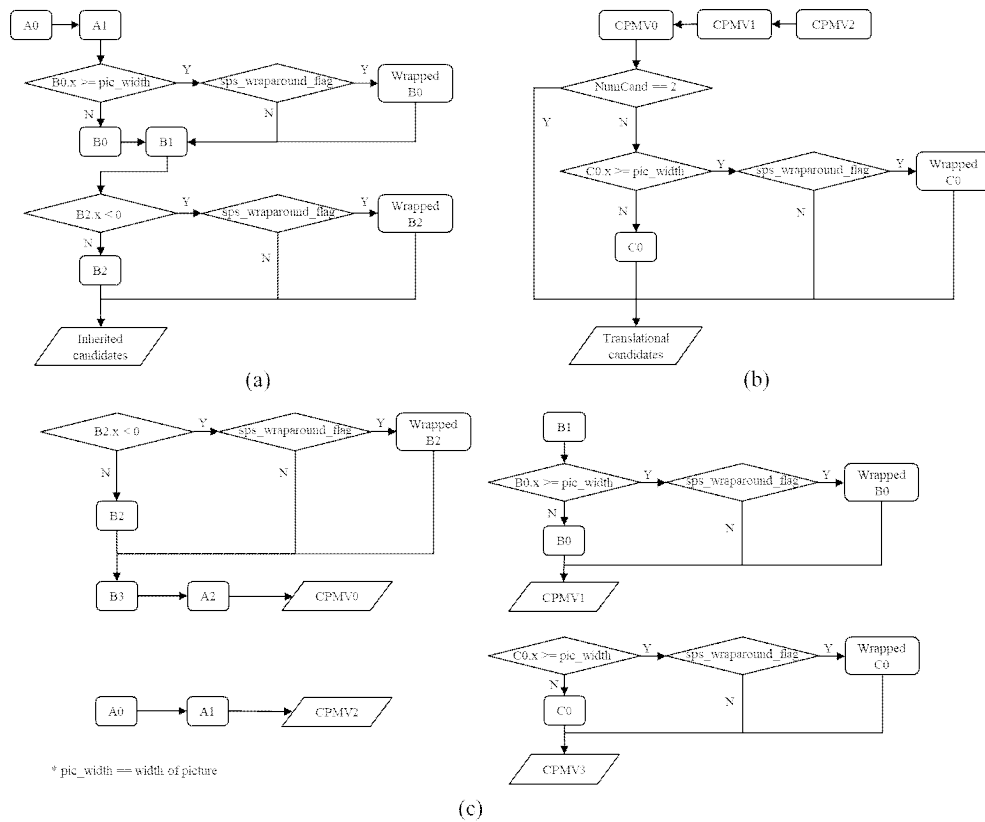 A0
A1
B0.x >= pic_width
Y
sps_wraparound_flag
Y
Wrapped
B0
N
N
B0
B1
B2.x < 0
Y
sps_wraparound_flag
Y
Wrapped
B2
N
N
B2
Inherited
candidates
(a)
CPMV0
CPMV1
CPMV2
NumCand == 2
Y
N
C0.x >= pic_width
Y
sps_wraparound_flag
Y
Wrapped
C0
N
N
C0
Translational
candidates
(b)
B2.x < 0
Y
sps_wraparound_flag
Y
Wrapped
B2
N
N
B2
B3
A2
CPMV0
B1
B0.x >= pic_width
Y
sps_wraparound_flag
Y
Wrapped
B0
N
N
B0
CPMV1
A0
A1
CPMV2
C0.x >= pic_width
Y
sps_wraparound_flag
Y
Wrapped
C0
N
N
C0
CPMV3
* pic_width == width of picture
(c)